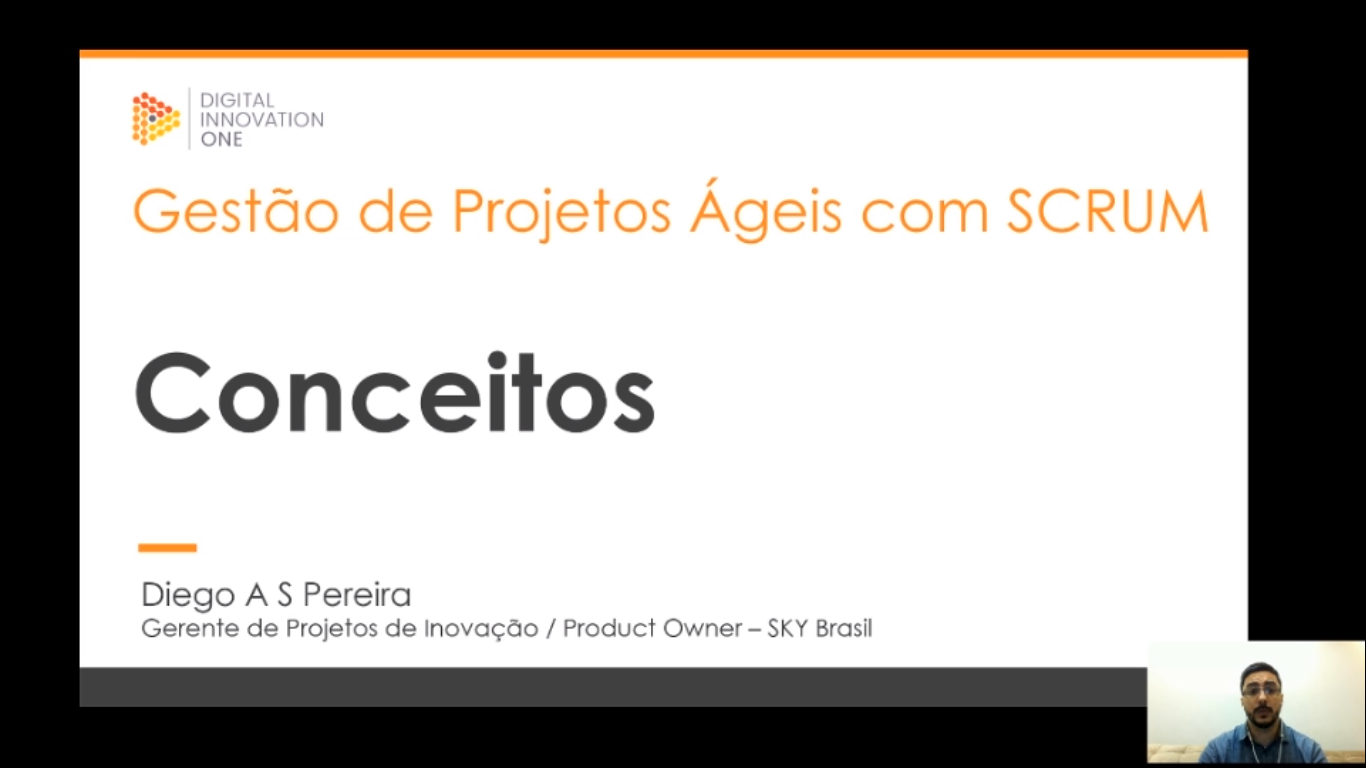 DIGITAL
INNOVATION
ONE
Gestão de Projetos Ágeis com SCRUM
Conceitos
Diego A S Pereira
Gerente de Projetos de Inovação / Product Owner – SKY Brasil